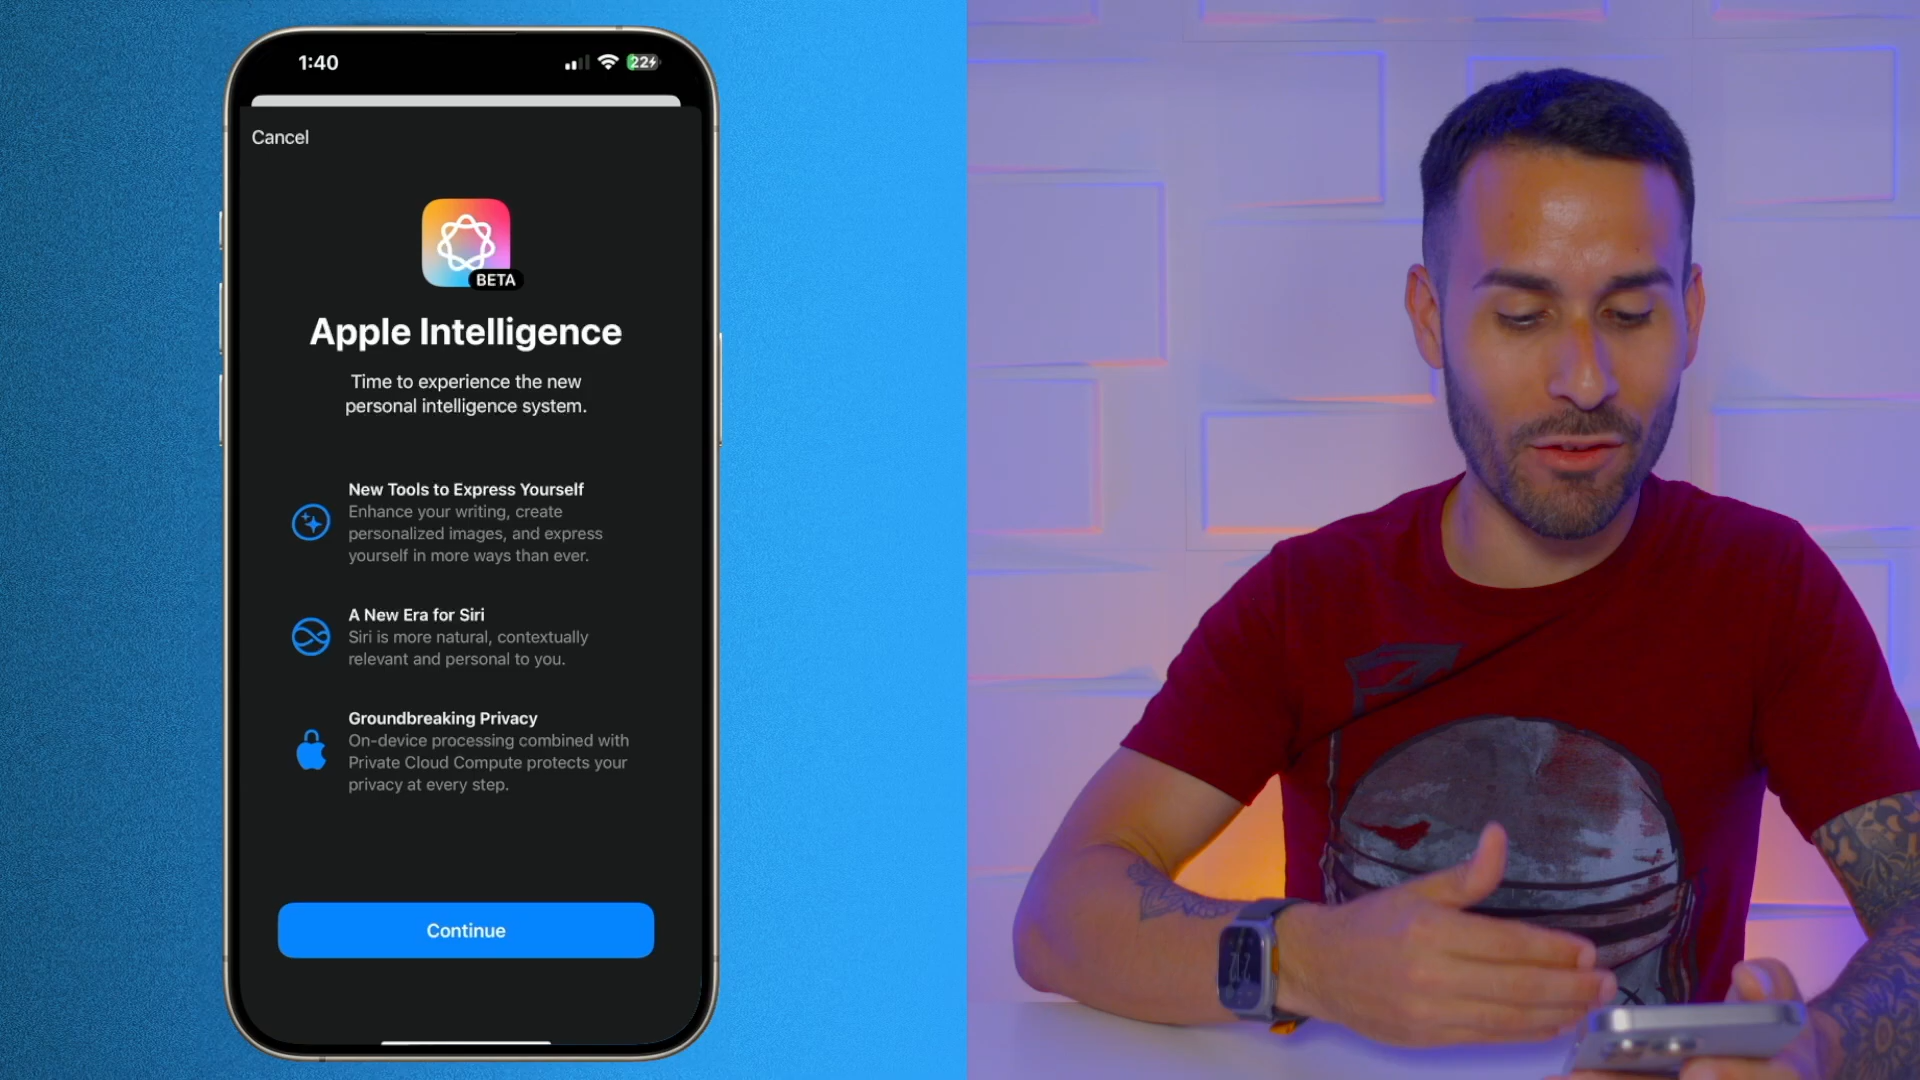 1:40
22
Cancel
BETA
Apple Intelligence
Time to experience the new
personal intelligence system.
New Tools to Express Yourself
Enhance your writing, create
personalized images, and express
yourself in more ways than ever.
A New Era for Siri
Siri is more natural, contextually
relevant and personal to you.
Groundbreaking Privacy
On-device processing combined with
Private Cloud Compute protects your
privacy at every step.
Continue